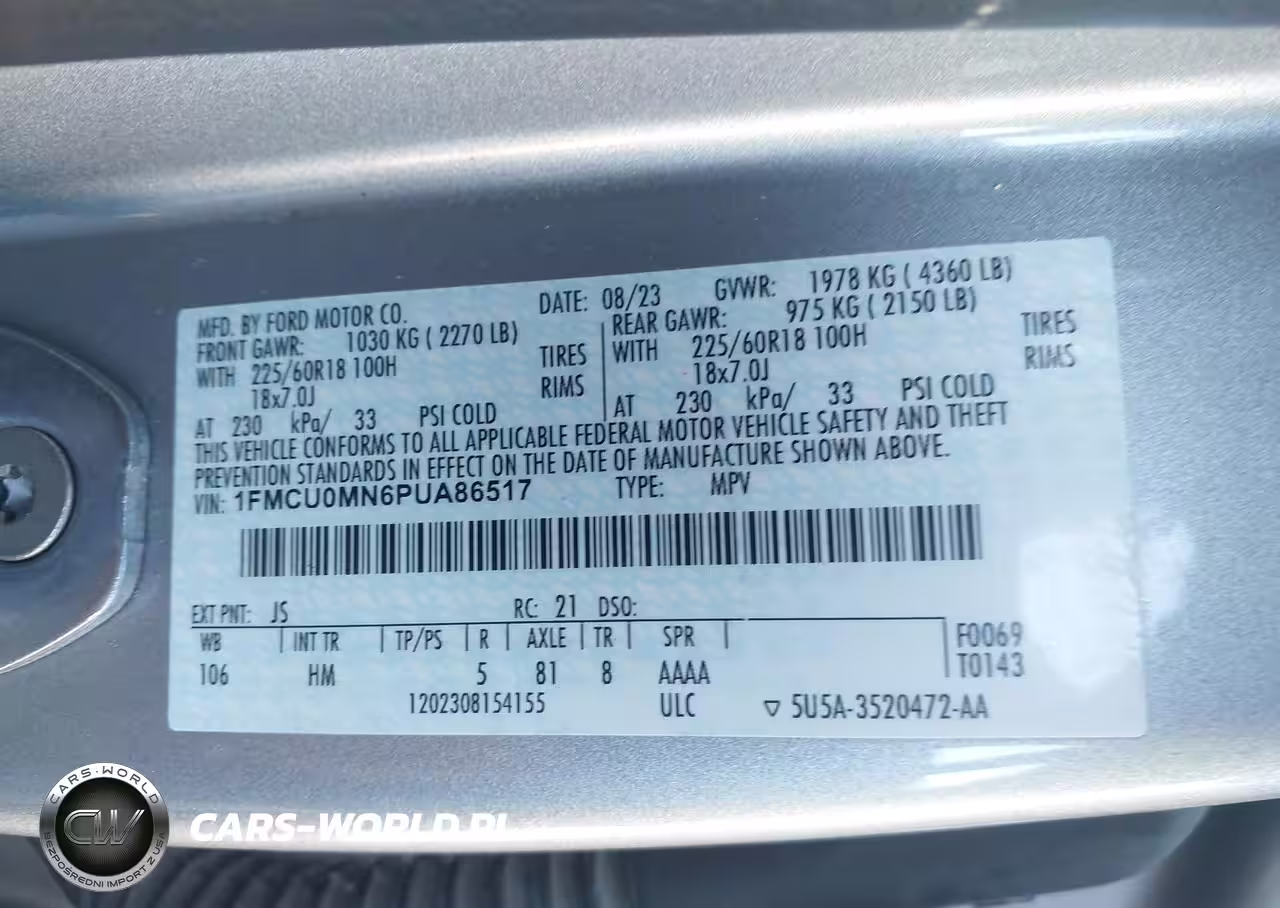 MFD. BY FORD MOTOR CO. DATE: 08/23 GVWR: 1978 KG ( 4360 LB)
FRONT GAWR: 1030 KG ( 2270 LB) REAR GAWR: 975 KG ( 2150 LB)
WITH 225/60R18 100H TIRES WITH 225/60R18 100H TIRES
18x7.0J RIMS 18x7.0J RIMS
AT 230 kPa/ 33 PSI COLD AT 230 kPa/ 33 PSI COLD
THIS VEHICLE CONFORMS TO ALL APPLICABLE FEDERAL MOTOR VEHICLE SAFETY AND THEFT
PREVENTION STANDARDS IN EFFECT ON THE DATE OF MANUFACTURE SHOWN ABOVE.
VIN: 1FMCU0MN6PUA86517 TYPE: MPV
EXT PNT: JS RC: 21 DSO:
WB INT TR TP/PS R AXLE TR SPR F0069
106 HM 5 81 8 AAAA T0143
1202308154155 ULC ▽ 5U5A-3520472-AA
CARS-WORLD
CW
BEZPOŚREDNI IMPORT Z USA
CARS-WORLD.PL